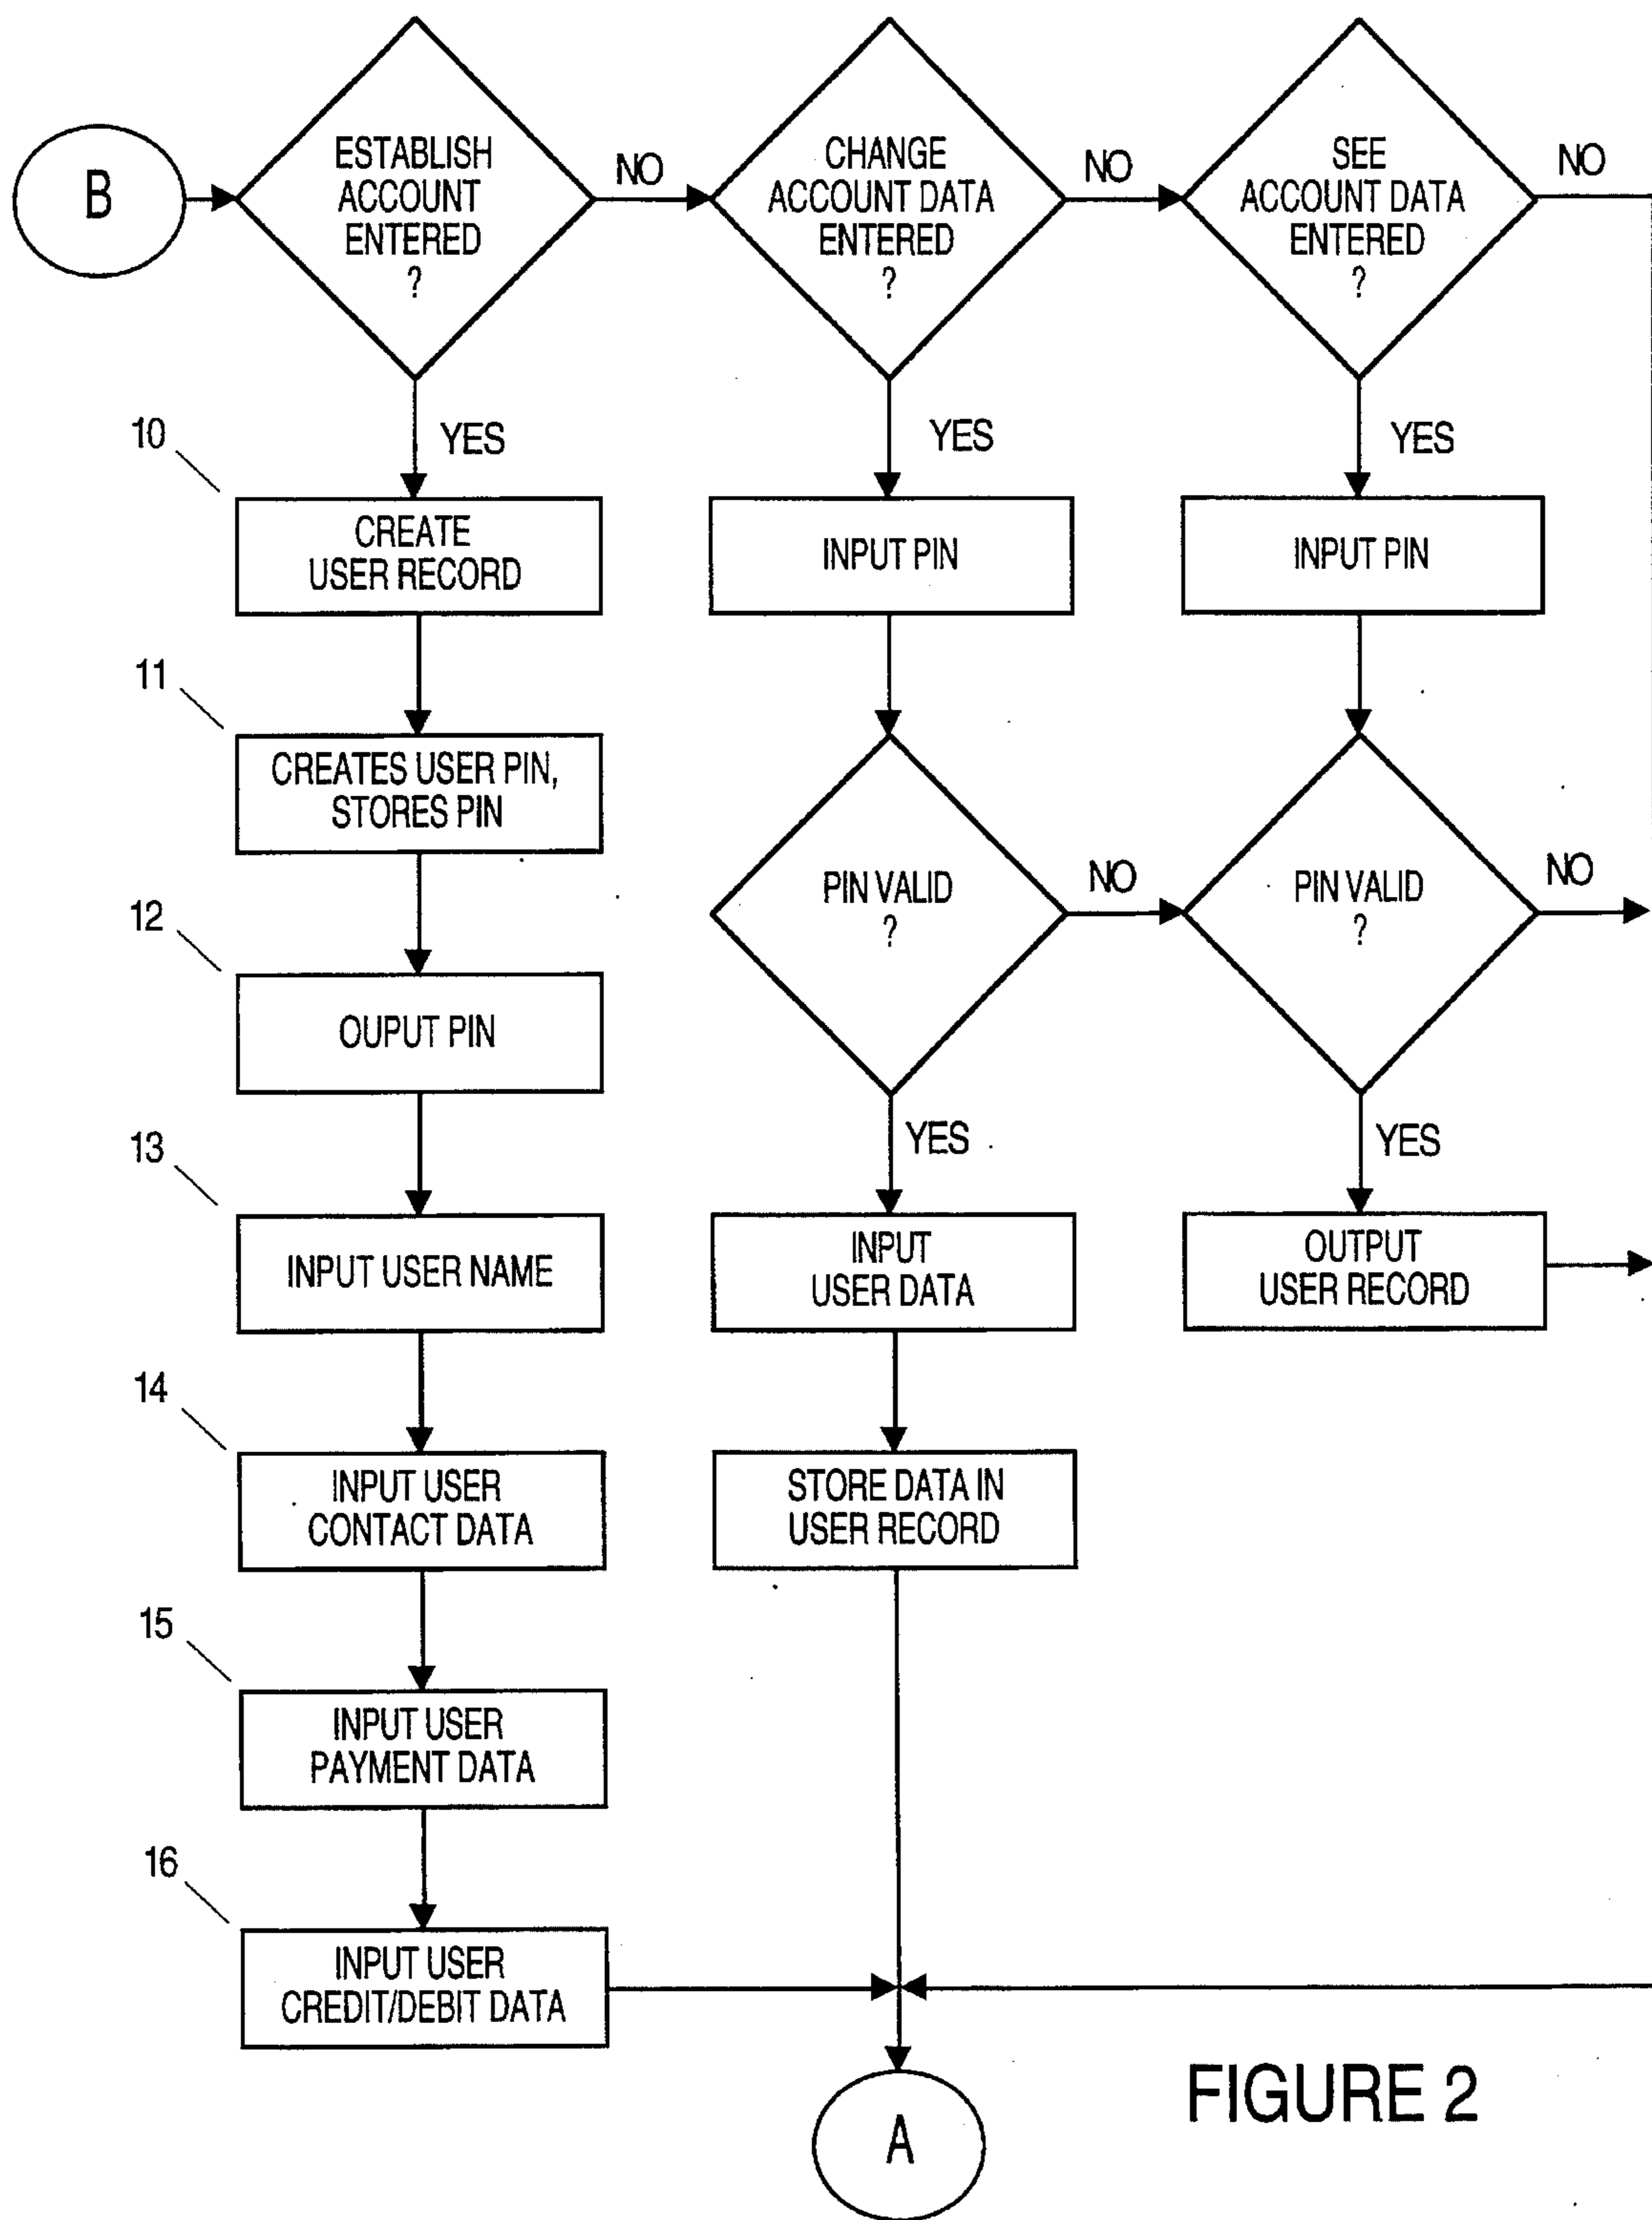 B
ESTABLISH
ACCOUNT
ENTERED
?
NO
CHANGE
ACCOUNT DATA
ENTERED
?
NO
SEE
ACCOUNT DATA
ENTERED
?
NO
YES
YES
YES
10
CREATE
USER RECORD
INPUT PIN
INPUT PIN
11
CREATES USER PIN,
STORES PIN
PIN VALID
?
NO
PIN VALID
?
NO
12
OUPUT PIN
YES
YES
13
INPUT USER NAME
INPUT
USER DATA
OUTPUT
USER RECORD
14
INPUT USER
CONTACT DATA
STORE DATA IN
USER RECORD
15
INPUT USER
PAYMENT DATA
16
INPUT USER
CREDIT/DEBIT DATA
A
FIGURE 2